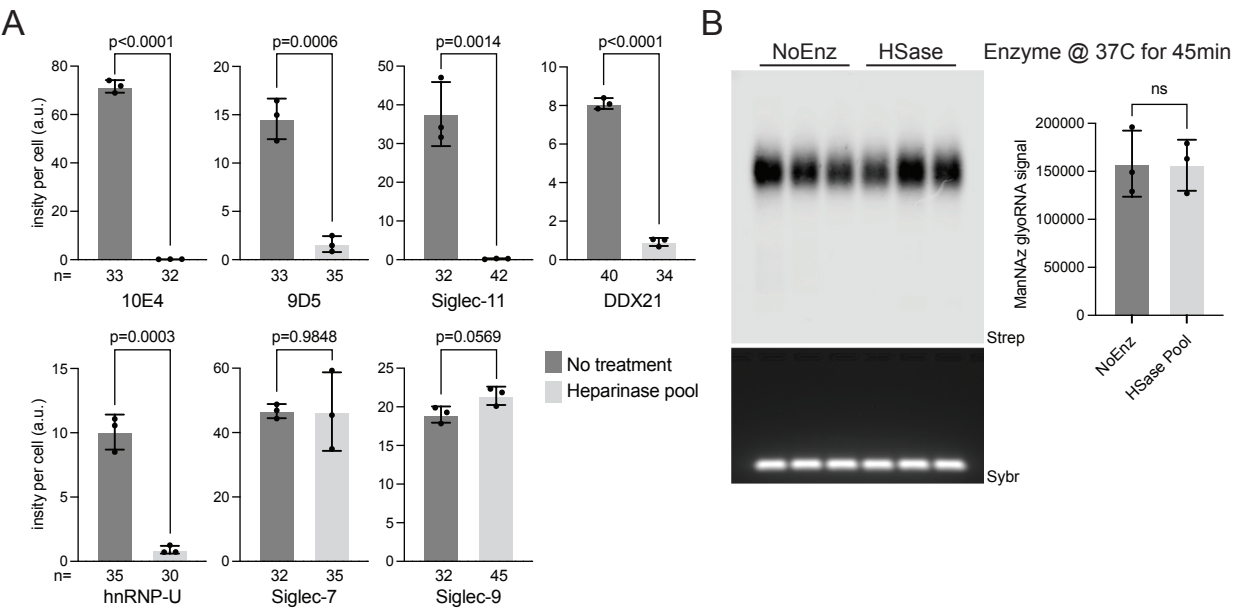 A
insity per cell (a.u.)
p<0.0001
80
60
40
20
0
n=
33 32
10E4
p=0.0006
20
15
10
5
0
33 35
9D5
p=0.0014
50
40
30
20
10
0
32 42
Siglec-11
p<0.0001
10
8
6
4
2
0
40 34
DDX21
insity per cell (a.u.)
p=0.0003
15
10
5
0
n=
35 30
hnRNP-U
p=0.9848
60
40
20
0
32 35
Siglec-7
p=0.0569
25
20
15
10
5
0
32 45
Siglec-9
No treatment
Heparinase pool
B
NoEnz HSase Enzyme @ 37C for 45min
Strep
Sybr
ManNAz glyoRNA signal
ns
200000
150000
100000
50000
0
NoEnz
HSase Pool